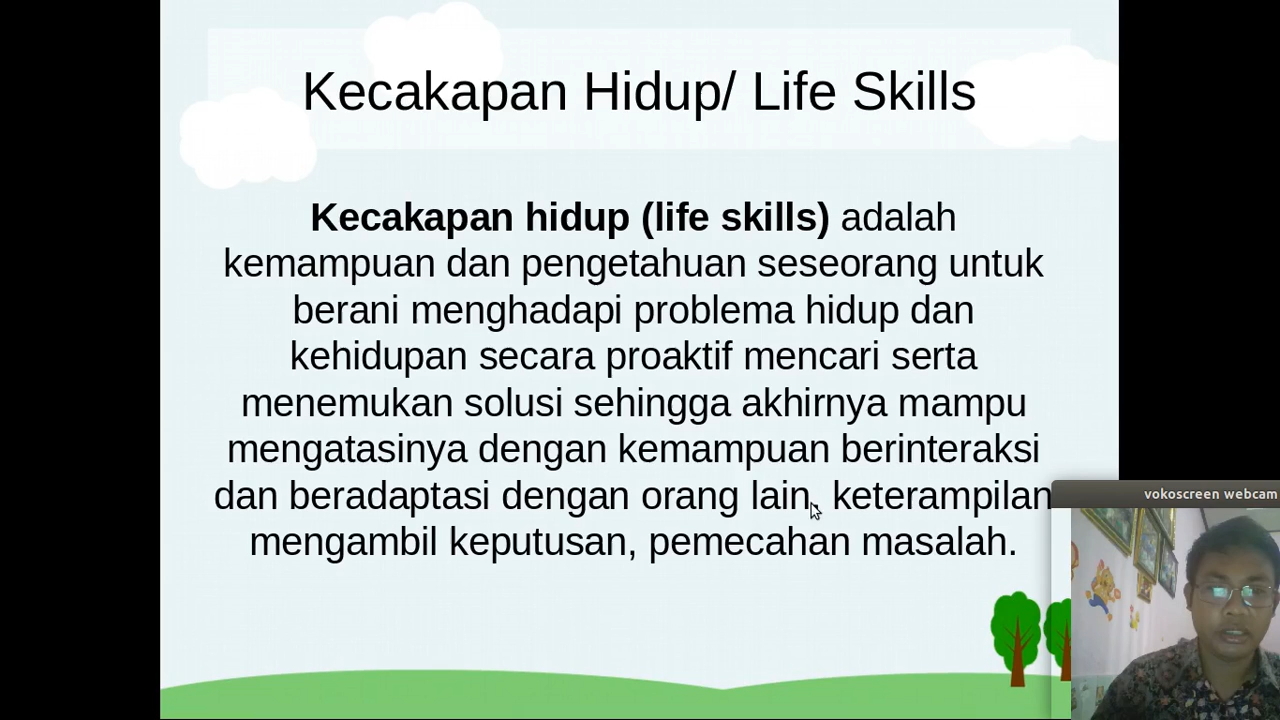 Kecakapan Hidup/ Life Skills
Kecakapan hidup (life skills) adalah
kemampuan dan pengetahuan seseorang untuk
berani menghadapi problema hidup dan
kehidupan secara proaktif mencari serta
menemukan solusi sehingga akhirnya mampu
mengatasinya dengan kemampuan berinteraksi
dan beradaptasi dengan orang lain, keterampilan
mengambil keputusan, pemecahan masalah.
vokoscreen webcam